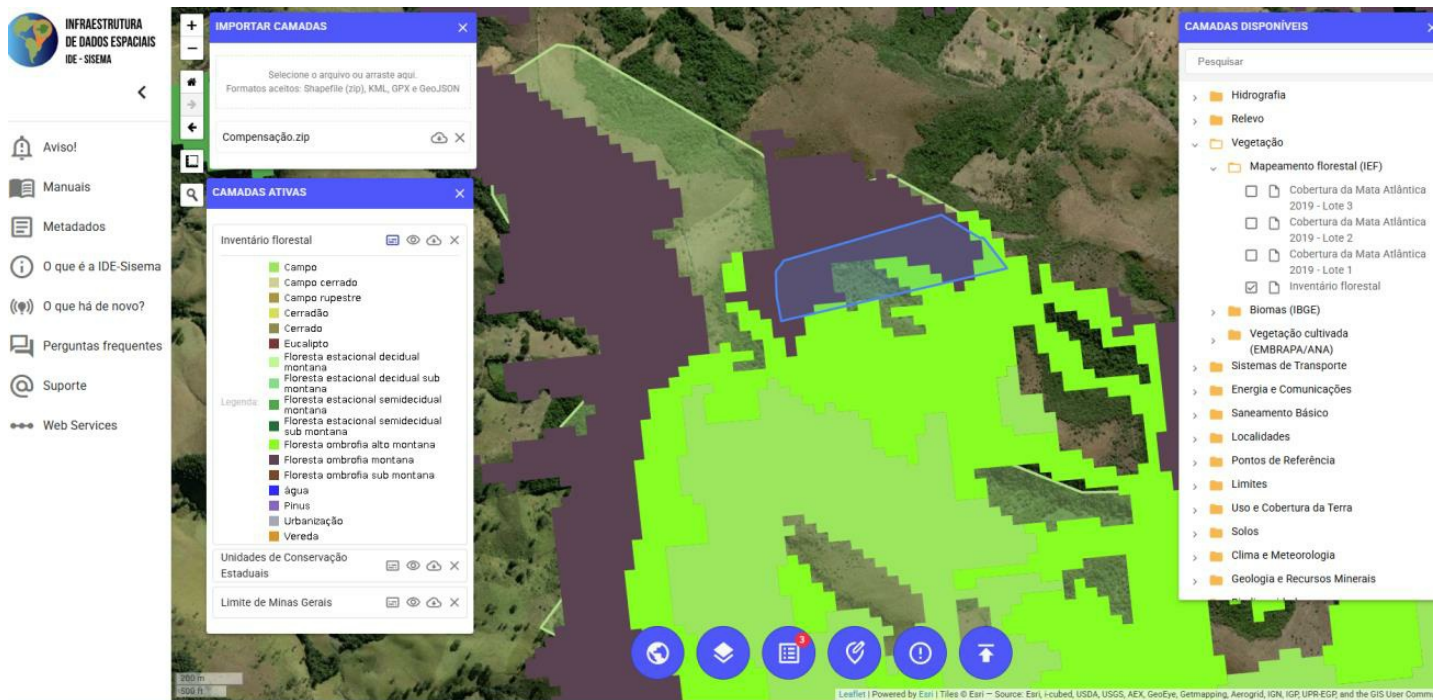 INFRAESTRUTURA
DE DADOS ESPACIAIS
IDE - SISEMA
Aviso!
Manuais
Metadados
O que é a IDE-Sisema
O que há de novo?
Perguntas frequentes
Suporte
Web Services
IMPORTAR CAMADAS
Selecione o arquivo ou arraste aqui.
Formatos aceitos: Shapefile (zip), KML, GPX e GeoJSON
Compensação.zip
CAMADAS ATIVAS
Inventário florestal
Legenda:
Campo
Campo cerrado
Campo rupestre
Cerradão
Cerrado
Eucalipto
Floresta estacional decidual
montana
Floresta estacional decidual sub
montana
Floresta estacional semidecidual
montana
Floresta estacional semidecidual
sub montana
Floresta ombrofia alto montana
Floresta ombrofia montana
Floresta ombrofia sub montana
água
Pinus
Urbanização
Vereda
Unidades de Conservação
Estaduais
Limite de Minas Gerais
200 m
500 ft
3
CAMADAS DISPONÍVEIS
Pesquisar
Hidrografia
Relevo
Vegetação
Mapeamento florestal (IEF)
Cobertura da Mata Atlântica
2019 - Lote 3
Cobertura da Mata Atlântica
2019 - Lote 2
Cobertura da Mata Atlântica
2019 - Lote 1
Inventário florestal
Biomas (IBGE)
Vegetação cultivada
(EMBRAPA/ANA)
Sistemas de Transporte
Energia e Comunicações
Saneamento Básico
Localidades
Pontos de Referência
Limites
Uso e Cobertura da Terra
Solos
Clima e Meteorologia
Geologia e Recursos Minerais
Leaflet | Powered by Esri | Tiles © Esri — Source: Esri, i-cubed, USDA, USGS, AEX, GeoEye, Getmapping, Aerogrid, IGN, IGP, UPR-EGP, and the GIS User Comm